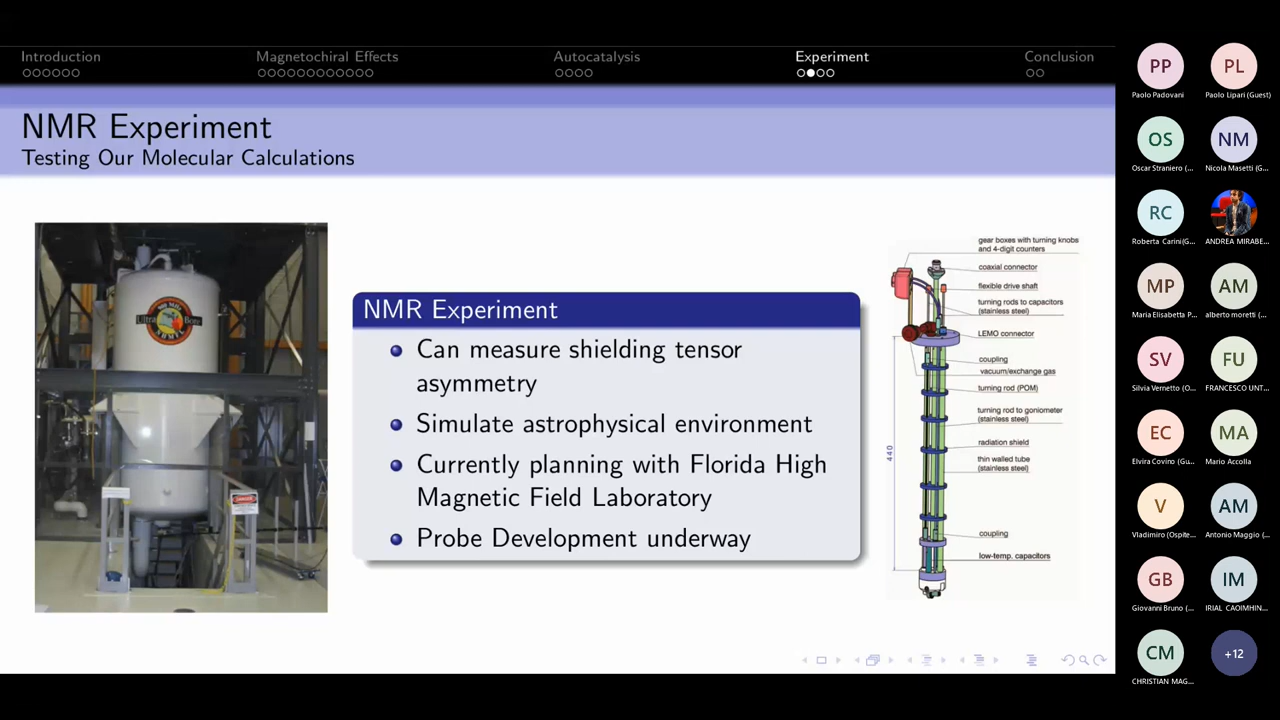 Introduction
Magnetochiral Effects
Autocatalysis
Experiment
Conclusion
NMR Experiment
Testing Our Molecular Calculations
NMR Experiment
Can measure shielding tensor
asymmetry
Simulate astrophysical environment
Currently planning with Florida High
Magnetic Field Laboratory
Probe Development underway
gear boxes with turning knobs
and 4-digit counters
coaxial connector
flexible drive shaft
turning rods to capacitors
(stainless steel)
LEMO connector
coupling
vacuum/exchange gas
turning rod (POM)
turning rod to goniometer
(stainless steel)
radiation shield
thin walled tube
(stainless steel)
440
coupling
low-temp. capacitors
PP
Paolo Padovani
PL
Paolo Lipari (Guest)
OS
Oscar Straniero (...
NM
Nicola Masetti (G...
RC
Roberta Carini(G...
ANDREA MIRABE...
MP
Maria Elisabetta P...
AM
alberto moretti (...
SV
Silvia Vernetto (O...
FU
FRANCESCO UNT...
EC
Elvira Covino (Gu...
MA
Mario Accolla
V
Vladimiro (Ospite...
AM
Antonio Maggio (...
GB
Giovanni Bruno (...
IM
IRIAL CAOIMHIN...
CM
CHRISTIAN MAG...
+12